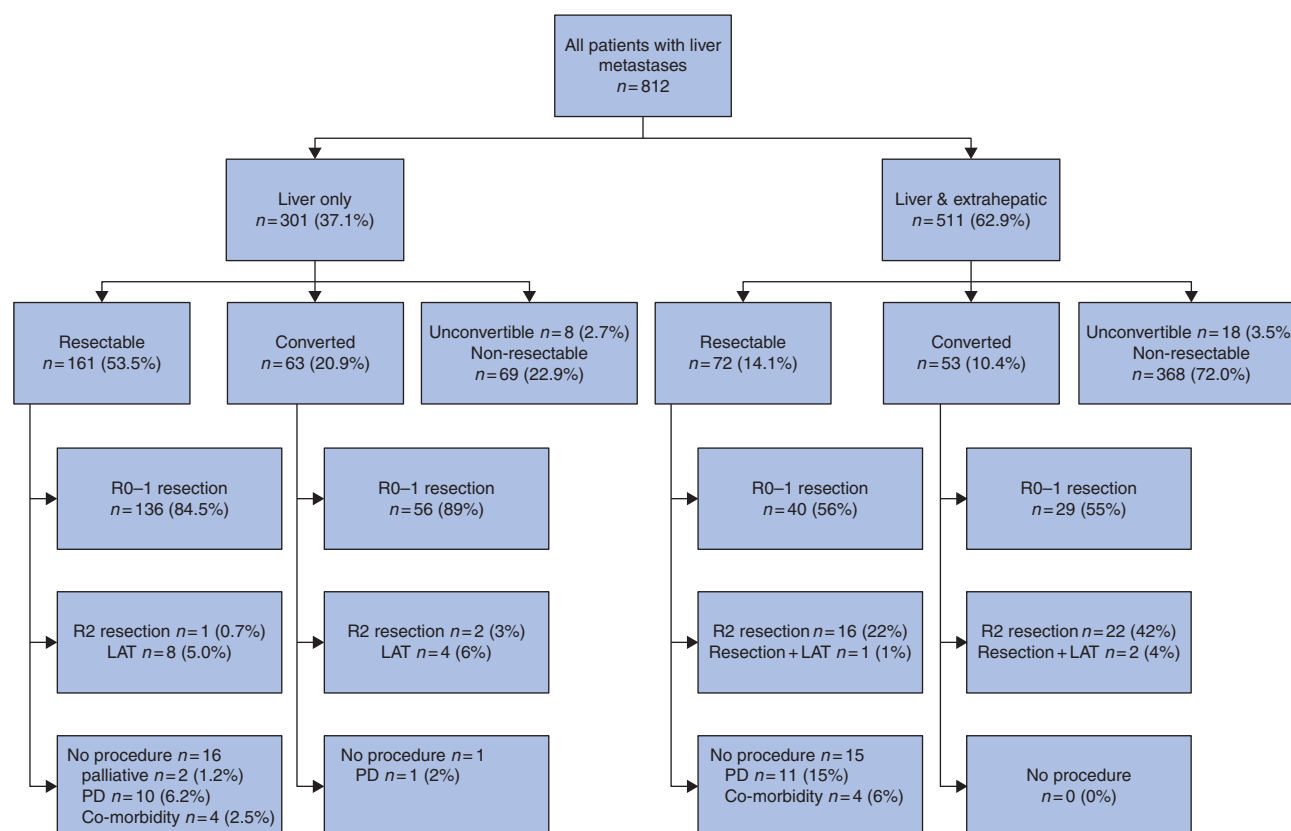 All patients with liver
metastases
n=812
Liver only
n=301 (37.1%)
Liver & extrahepatic
n=511 (62.9%)
Resectable
n=161 (53.5%)
Converted
n=63 (20.9%)
Unconvertible n=8 (2.7%)
Non-resectable
n=69 (22.9%)
Resectable
n=72 (14.1%)
Converted
n=53 (10.4%)
Unconvertible n=18 (3.5%
Non-resectable
n=368 (72.0%)
R0–1 resection
n=136 (84.5%)
R0–1 resection
n=56 (89%)
R0–1 resection
n=40 (56%)
R0–1 resection
n=29 (55%)
R2 resection n=1 (0.7%)
LAT n=8 (5.0%)
R2 resection n=2 (3%)
LAT n=4 (6%)
R2 resection n=16 (22%)
Resection+LAT n=1 (1%)
R2 resection n=22 (42%)
Resection+LAT n=2 (4%)
No procedure n=16
palliative n=2 (1.2%)
PD n=10 (6.2%)
Co-morbidity n=4 (2.5%)
No procedure n=1
PD n=1 (2%)
No procedure n=15
PD n=11 (15%)
Co-morbidity n=4 (6%)
No procedure
n=0 (0%)